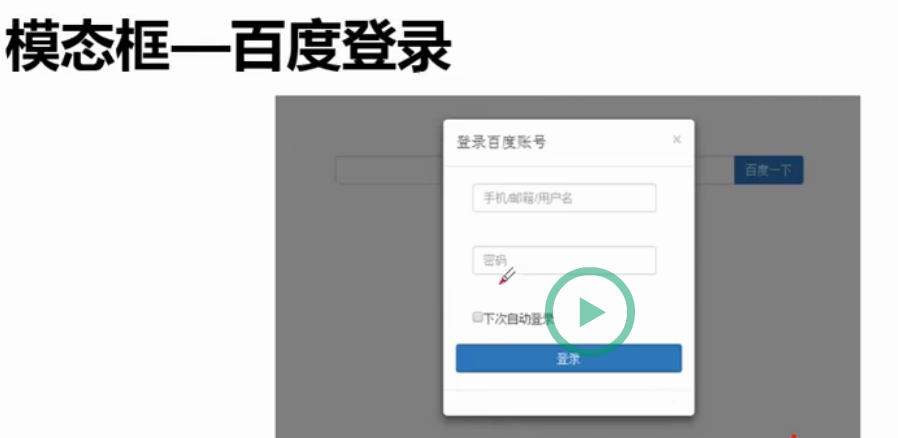 模态框—百度登录
登录百度账号 ×
百度一下
手机/邮箱/用户名
密码
下次自动登录
登录